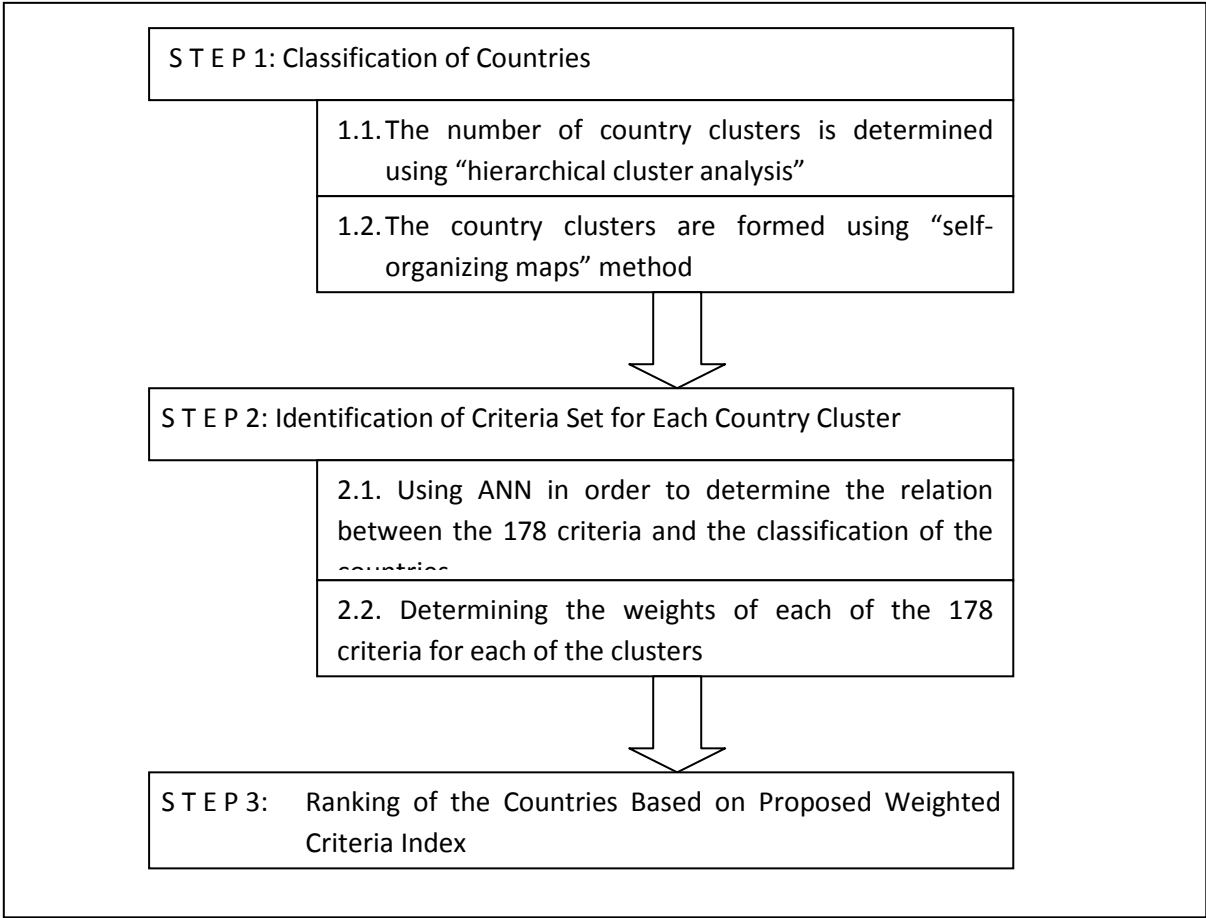 S T E P 1: Classification of Countries
1.1. The number of country clusters is determined
using “hierarchical cluster analysis”
1.2. The country clusters are formed using “self-
organizing maps” method
S T E P 2: Identification of Criteria Set for Each Country Cluster
2.1. Using ANN in order to determine the relation
between the 178 criteria and the classification of the
countries
2.2. Determining the weights of each of the 178
criteria for each of the clusters
S T E P 3: Ranking of the Countries Based on Proposed Weighted
Criteria Index